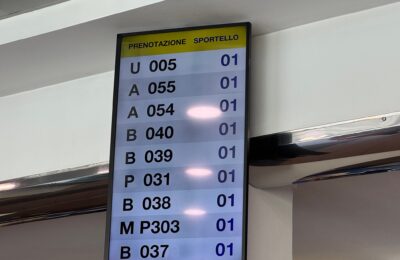 PRENOTAZIONE SPORTELLO
U 005 01
A 055 01
A 054 01
B 040 01
B 039 01
P 031 01
B 038 01
M P303 01
B 037 01